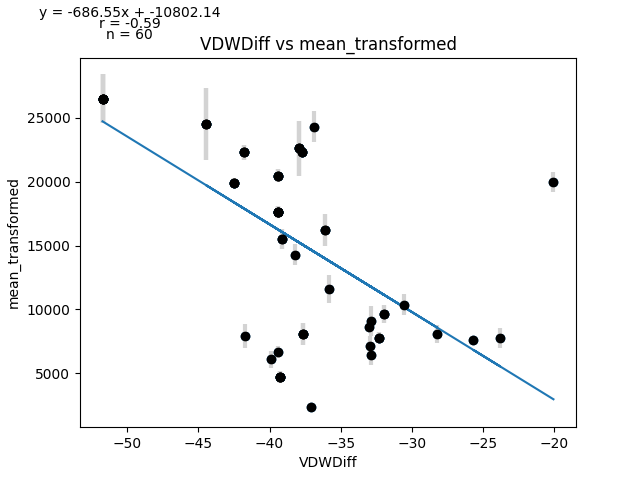 y = -686.55x + -10802.14
r = -0.59
n = 60
VDWDiff vs mean_transformed
25000
20000
15000
10000
5000
mean_transformed
−50 −45 −40 −35 −30 −25 −20
VDWDiff